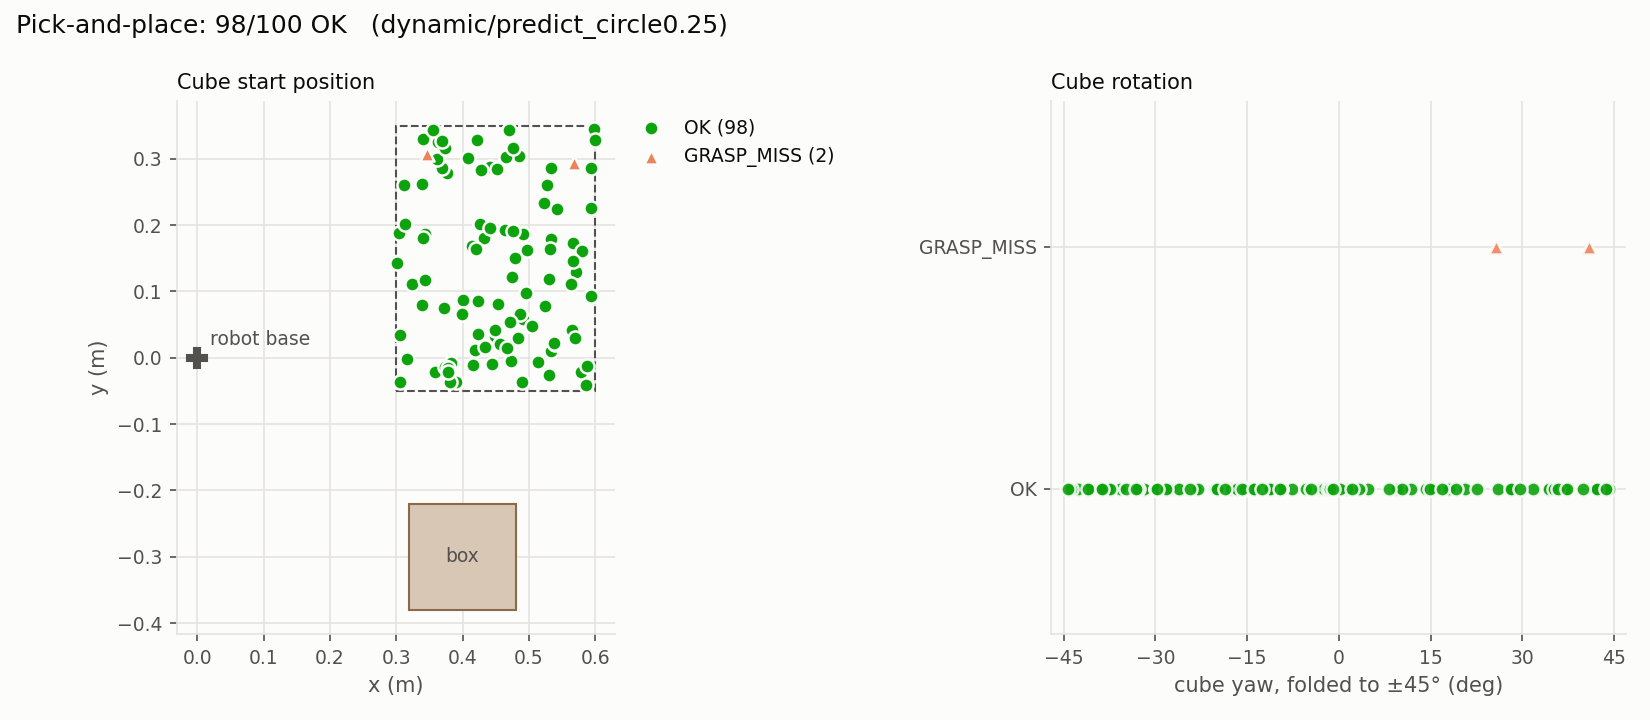 Pick-and-place: 98/100 OK   (dynamic/predict_circle0.25)
Cube start position
OK (98)
GRASP_MISS (2)
y (m)
0.3
0.2
0.1
0.0
−0.1
−0.2
−0.3
−0.4
robot base
box
0.0 0.1 0.2 0.3 0.4 0.5 0.6
x (m)
Cube rotation
GRASP_MISS
OK
−45 −30 −15 0 15 30 45
cube yaw, folded to ±45° (deg)